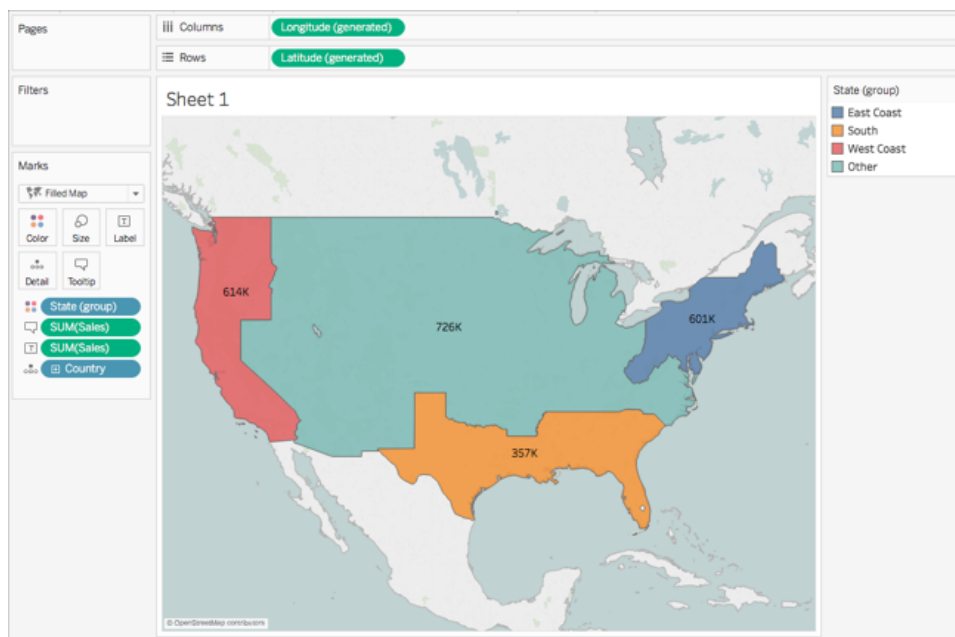 Pages
Columns
Longitude (generated)
Rows
Latitude (generated)
Filters
Marks
Filled Map
Color
Size
Label
Detail
Tooltip
State (group)
SUM(Sales)
SUM(Sales)
Country
Sheet 1
614K
726K
601K
357K
© OpenStreetMap contributors
State (group)
East Coast
South
West Coast
Other